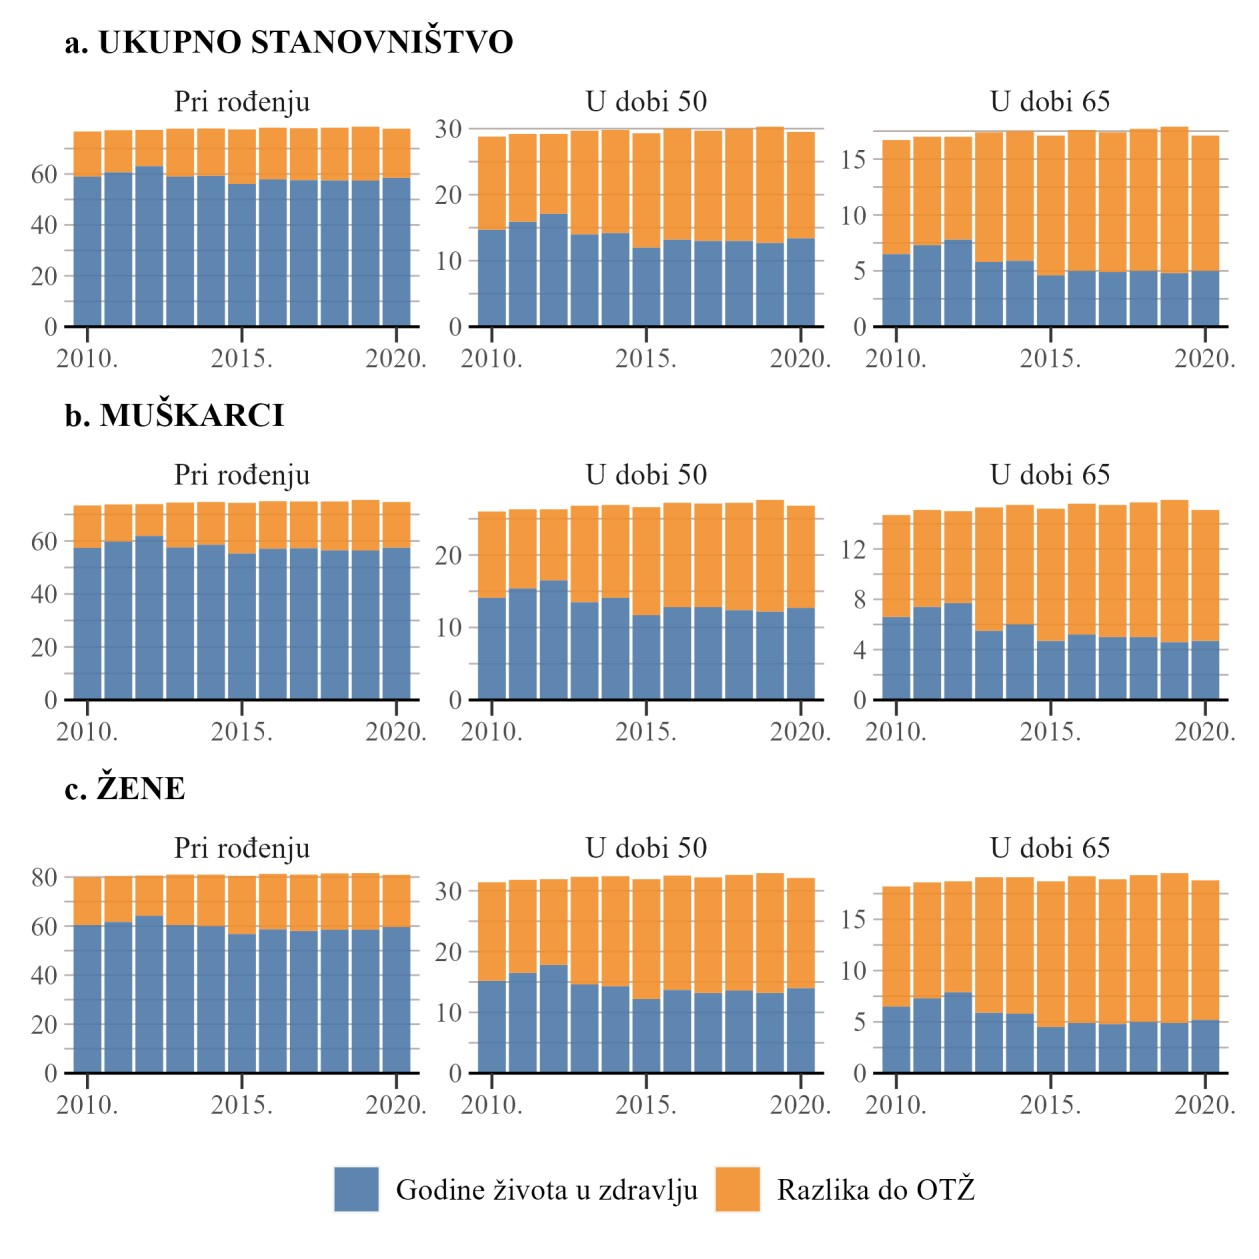 a. UKUPNO STANOVNIŠTVO
Pri rođenju U dobi 50 U dobi 65
60
40
20
0
2010. 2015. 2020.
30
20
10
0
2010. 2015. 2020.
15
10
5
0
2010. 2015. 2020.
b. MUŠKARCI
Pri rođenju U dobi 50 U dobi 65
60
40
20
0
2010. 2015. 2020.
20
10
0
2010. 2015. 2020.
12
8
4
0
2010. 2015. 2020.
c. ŽENE
Pri rođenju U dobi 50 U dobi 65
80
60
40
20
0
2010. 2015. 2020.
30
20
10
0
2010. 2015. 2020.
15
10
5
0
2010. 2015. 2020.
Godine života u zdravlju Razlika do OTŽ